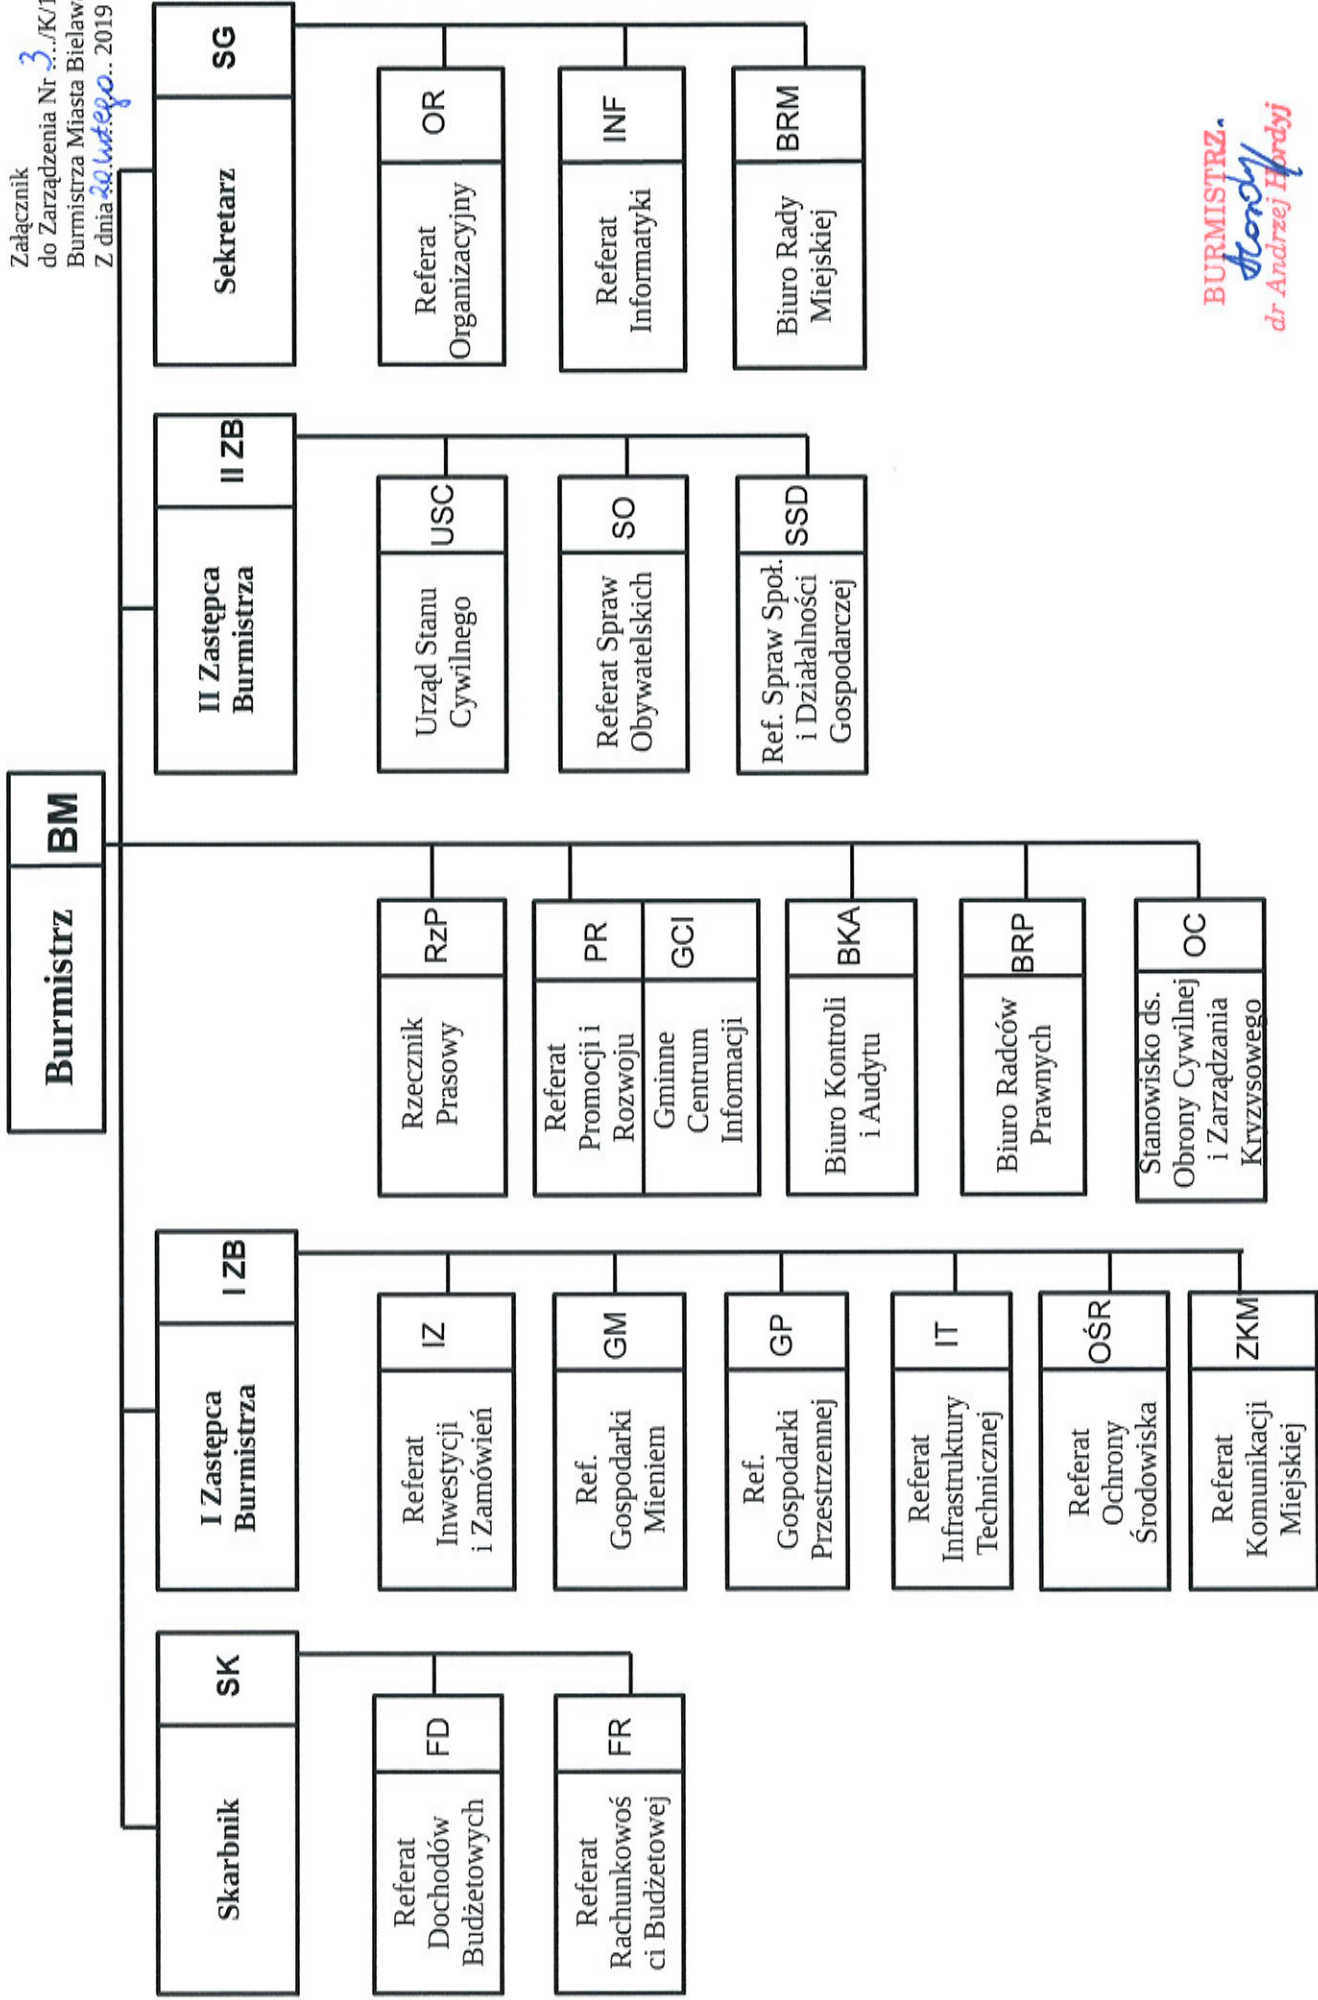 Załącznik
do Zarządzenia Nr 3../K/1
Burmistrza Miasta Bielaw
Z dnia 20 lutego.. 2019
Burmistrz BM
Skarbnik SK
Referat
Dochodów
Budżetowych
FD
Referat
Rachunkowoś
ci Budżetowej
FR
I Zastępca
Burmistrza
I ZB
Referat
Inwestycji
i Zamówień
IZ
Ref.
Gospodarki
Mieniem
GM
Ref.
Gospodarki
Przestrzennej
GP
Referat
Infrastruktury
Technicznej
IT
Referat
Ochrony
Środowiska
OŚR
Referat
Komunikacji
Miejskiej
ZKM
Rzecznik
Prasowy
RzP
Referat
Promocji i
Rozwoju
PR
Gminne
Centrum
Informacji
GCI
Biuro Kontroli
i Audytu
BKA
Biuro Radców
Prawnych
BRP
Stanowisko ds.
Obrony Cywilnej
i Zarządzania
Kryzysowego
OC
II Zastępca
Burmistrza
II ZB
Urząd Stanu
Cywilnego
USC
Referat Spraw
Obywatelskich
SO
Ref. Spraw Społ.
i Działalności
Gospodarczej
SSD
Sekretarz SG
Referat
Organizacyjny
OR
Referat
Informatyki
INF
Biuro Rady
Miejskiej
BRM
BURMISTRZ
dr Andrzej Hordyj